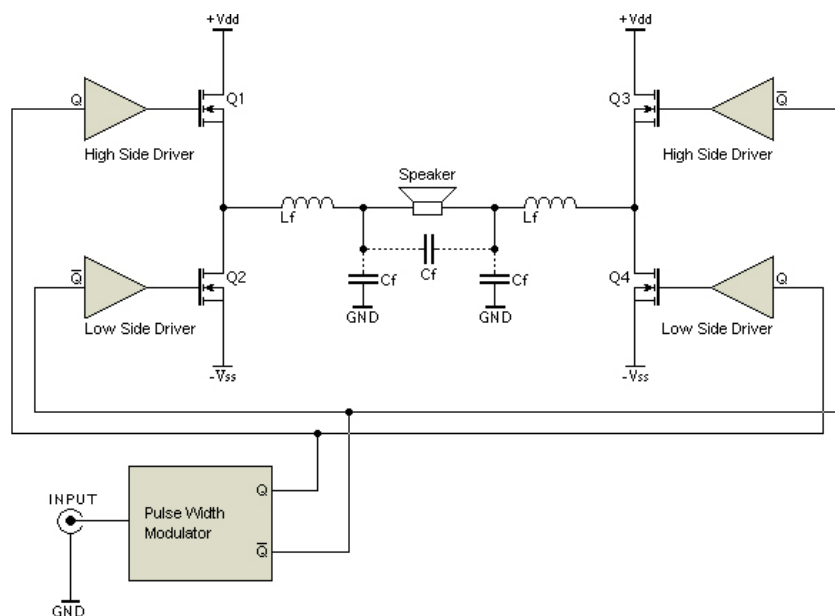 +Vdd
+Vdd
Q
Q1
Q3
Q̅
High Side Driver
High Side Driver
Speaker
Lf
Lf
Q̅
Q2
Cf
Cf
Cf
Q4
Q
GND
GND
Low Side Driver
Low Side Driver
-Vss
-Vss
INPUT
Pulse Width
Modulator
Q
Q̅
GND